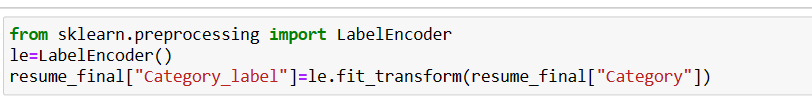 from sklearn.preprocessing import LabelEncoder
le=LabelEncoder()
resume_final["Category_label"]=le.fit_transform(resume_final["Category"])